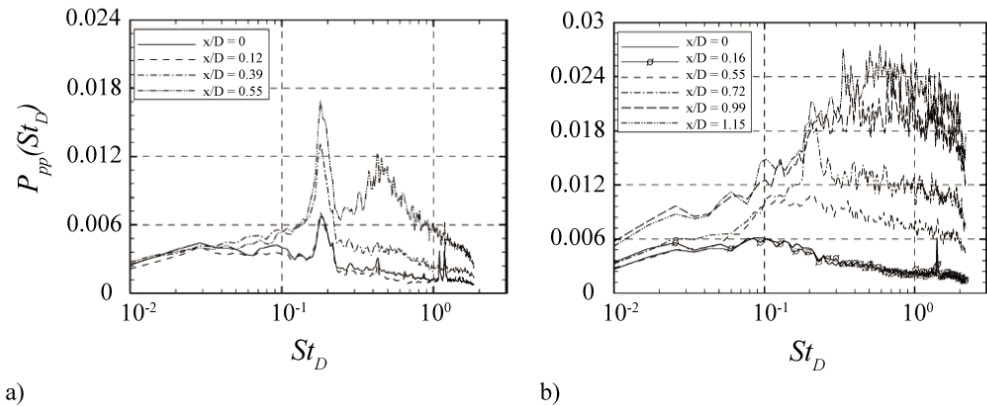 0.024
0.018
0.012
0.006
0
P_pp(St_D)
x/D = 0
x/D = 0.12
x/D = 0.39
x/D = 0.55
10^-2
10^-1
10^0
St_D
a)
0.03
0.024
0.018
0.012
0.006
0
x/D = 0
x/D = 0.16
x/D = 0.55
x/D = 0.72
x/D = 0.99
x/D = 1.15
10^-2
10^-1
10^0
St_D
b)